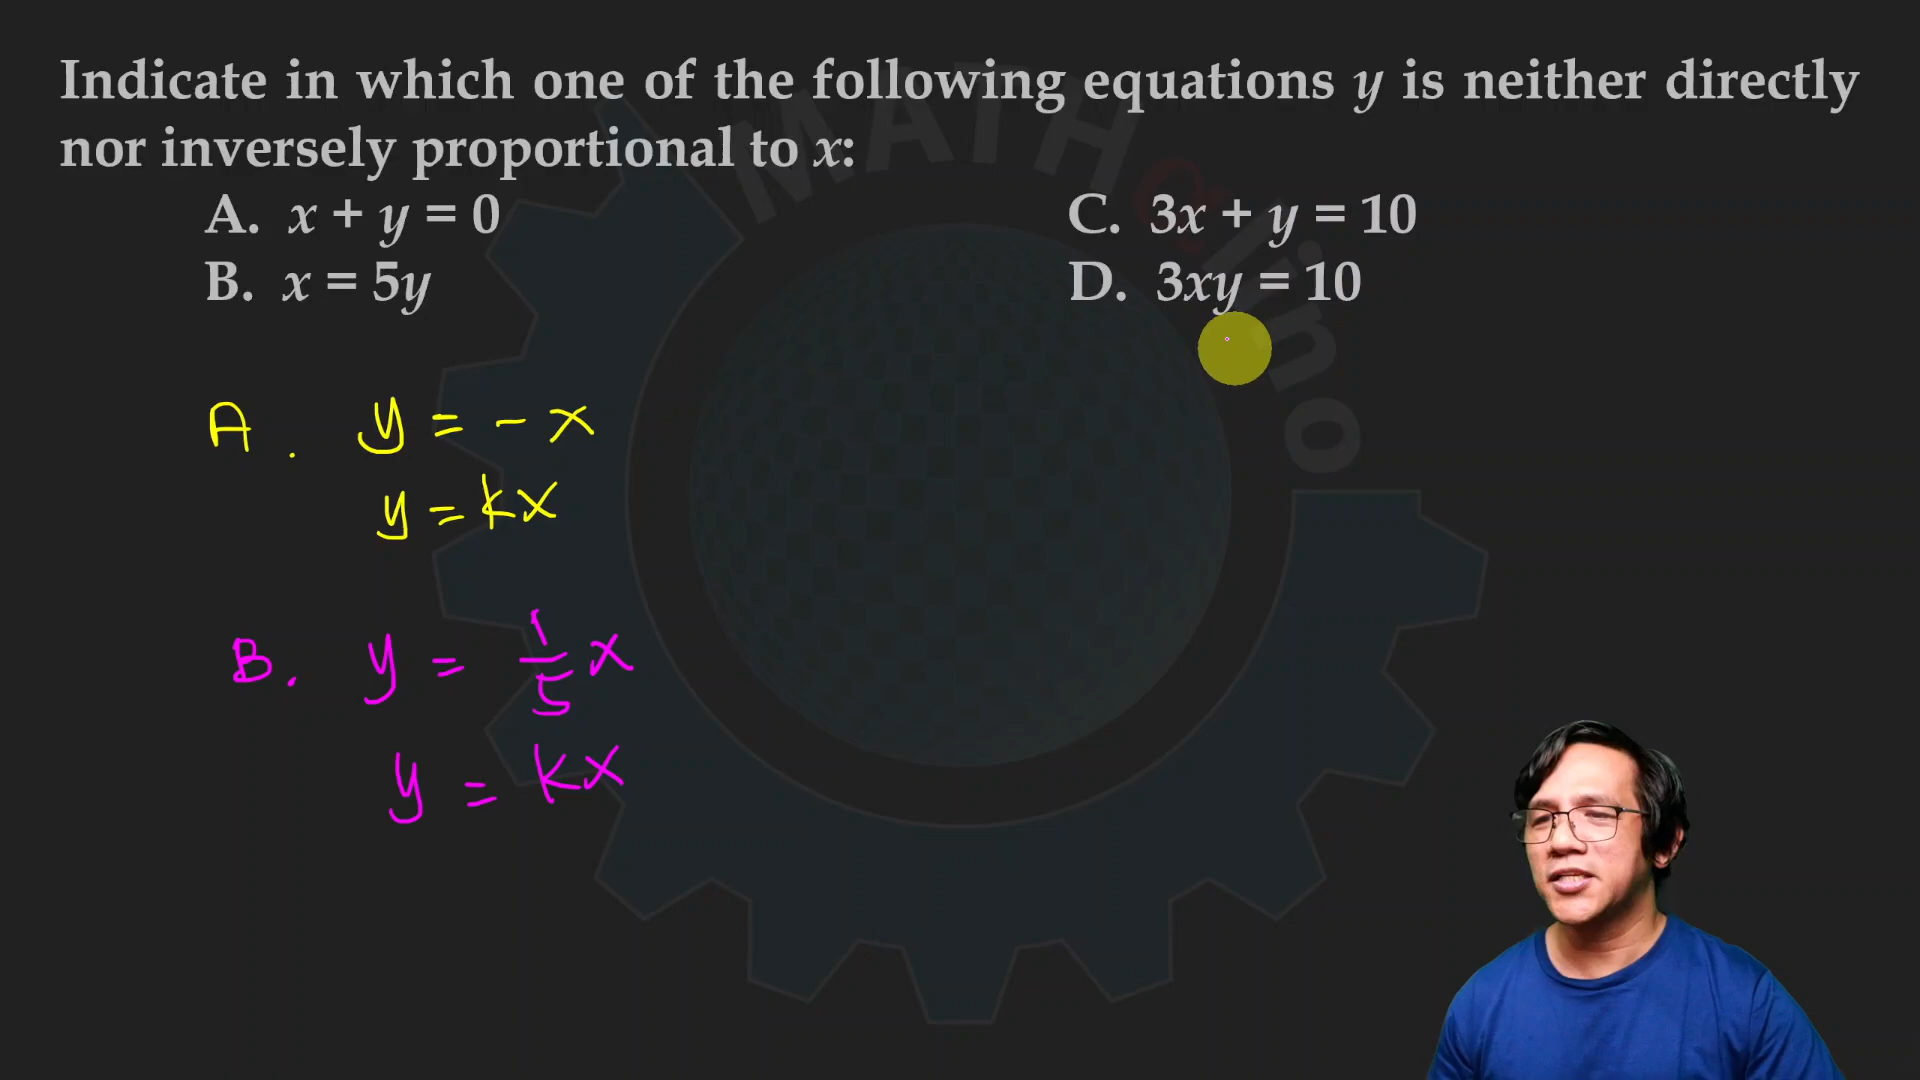 Indicate in which one of the following equations y is neither directly
nor inversely proportional to x:
A. x + y = 0
B. x = 5y
C. 3x + y = 10
D. 3xy = 10
MATHalino
A. y = - x
y = kx
B. y = 1/5 x
y = kx